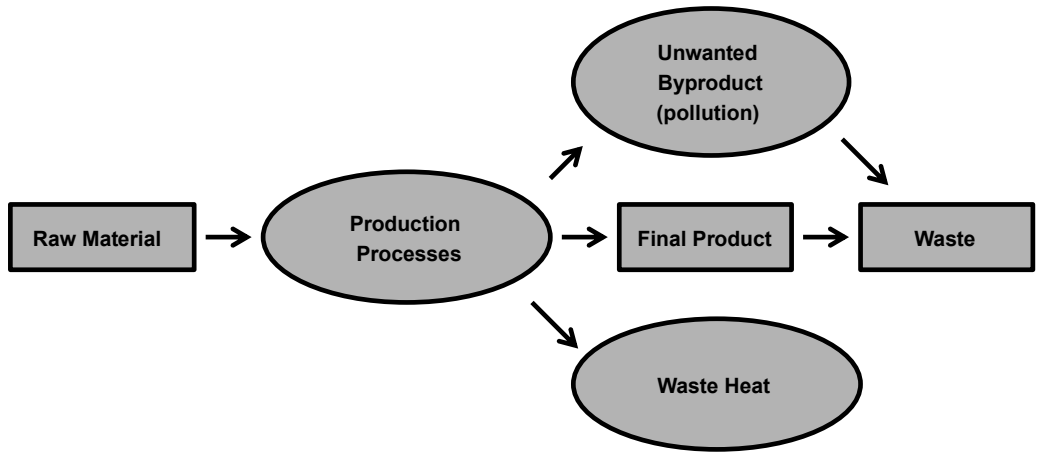 Unwanted
Byproduct
(pollution)
Raw Material
Production
Processes
Final Product
Waste
Waste Heat